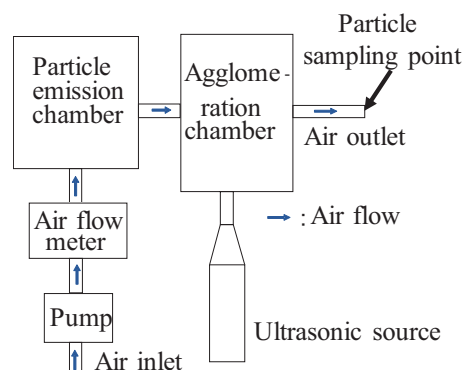 Particle
sampling point
Particle
emission
chamber
Agglome-
ration
chamber
Air outlet
Air flow
meter
: Air flow
Pump
Ultrasonic source
Air inlet